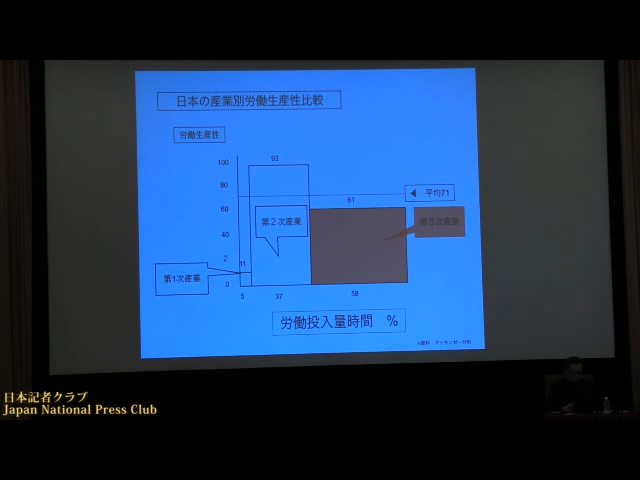 日本の産業別労働生産性比較
労働生産性
100
93
80
平均71
61
60
第2次産業
第3次産業
40
2
11
第1次産業
0
5
37
58
労働投入量時間 %
日本記者クラブ
Japan National Press Club